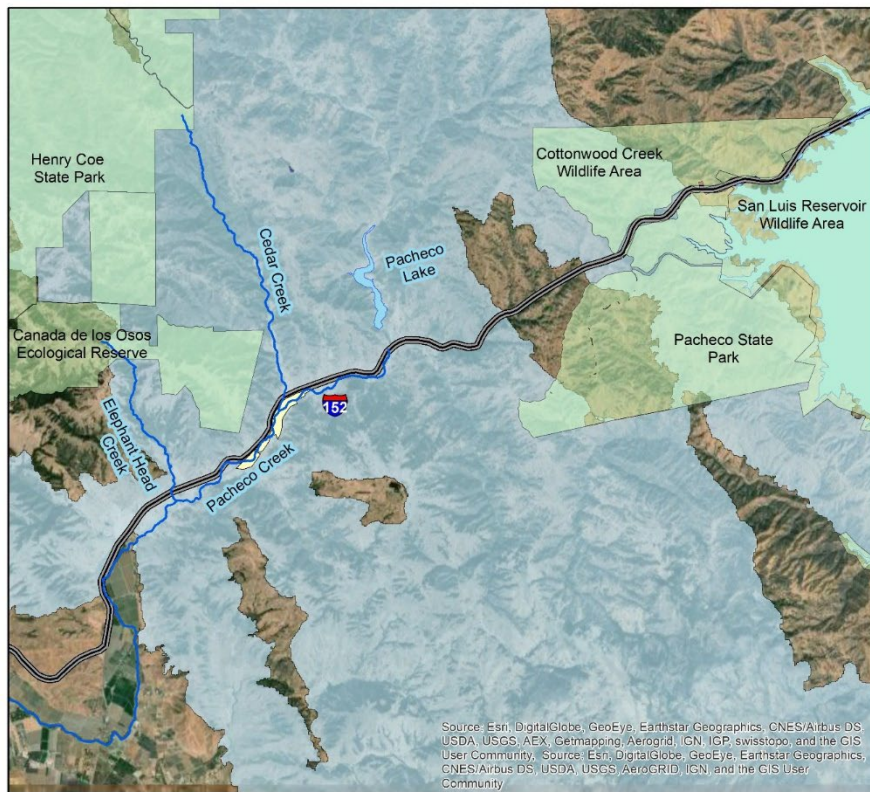 Henry Coe
State Park
Cottonwood Creek
Wildlife Area
San Luis Reservoir
Wildlife Area
Cedar Creek
Pacheco
Lake
Canada de los Osos
Ecological Reserve
Pacheco State
Park
152
Elephant Head
Creek
Pacheco Creek
Source: Esri, DigitalGlobe, GeoEye, Earthstar Geographics, CNES/Airbus DS,
USDA, USGS, AEX, Getmapping, Aerogrid, IGN, IGP, swisstopo, and the GIS
User Community, Source: Esri, DigitalGlobe, GeoEye, Earthstar Geographics,
CNES/Airbus DS, USDA, USGS, AeroGRID, IGN, and the GIS User
Community